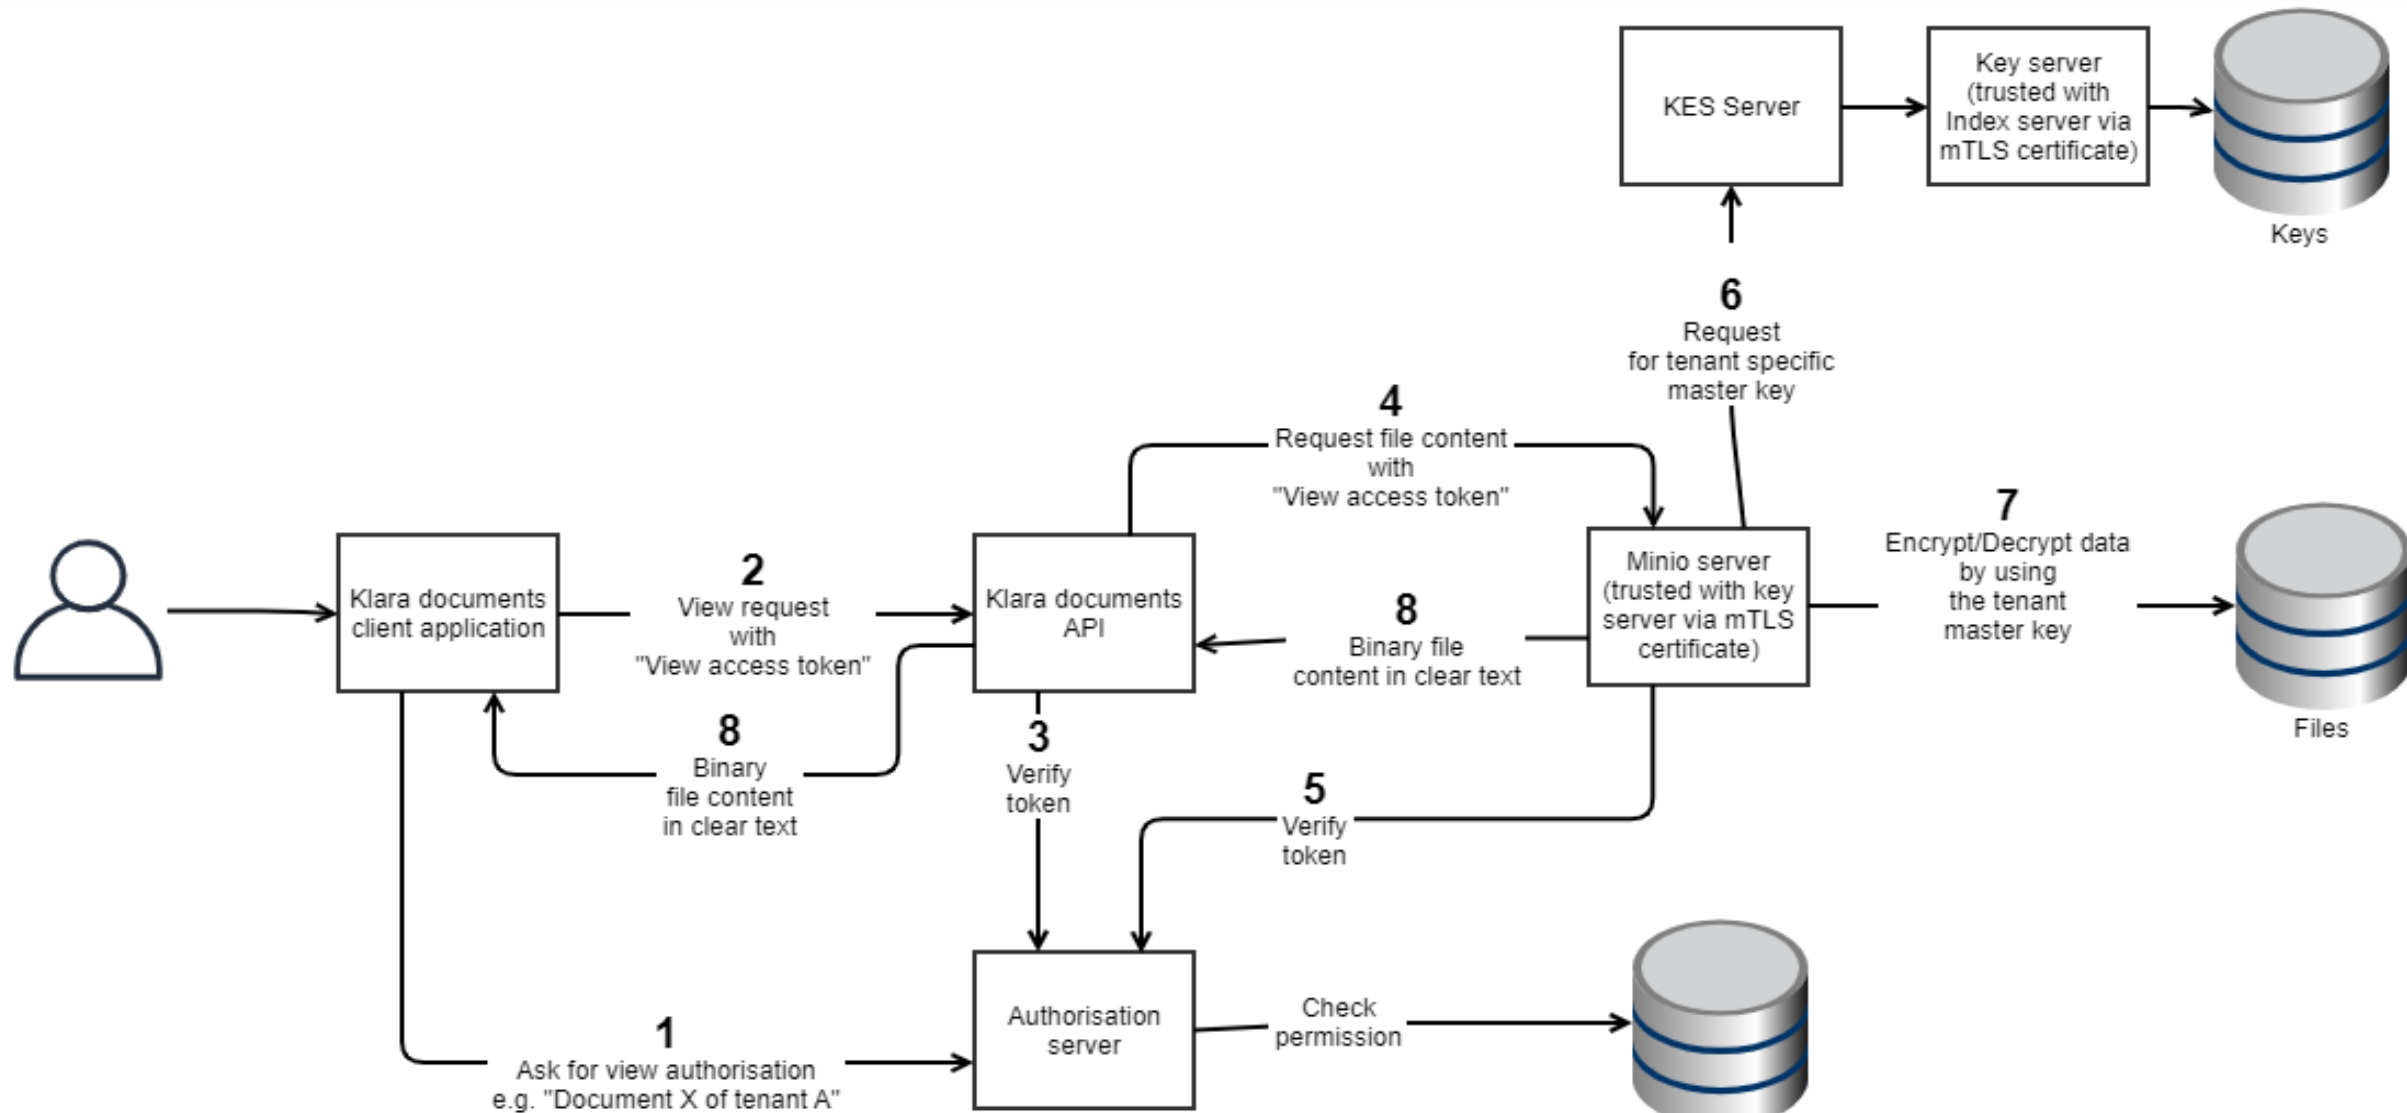 KES Server
Key server
(trusted with
Index server via
mTLS certificate)
Keys
6
Request
for tenant specific
master key
4
Request file content
with
"View access token"
7
Encrypt/Decrypt data
by using
the tenant
master key
Klara documents
client application
2
View request
with
"View access token"
Klara documents
API
8
Binary file
content in clear text
Minio server
(trusted with key
server via mTLS
certificate)
Files
8
Binary
file content
in clear text
3
Verify
token
5
Verify
token
1
Ask for view authorisation
e.g. "Document X of tenant A"
Authorisation
server
Check
permission